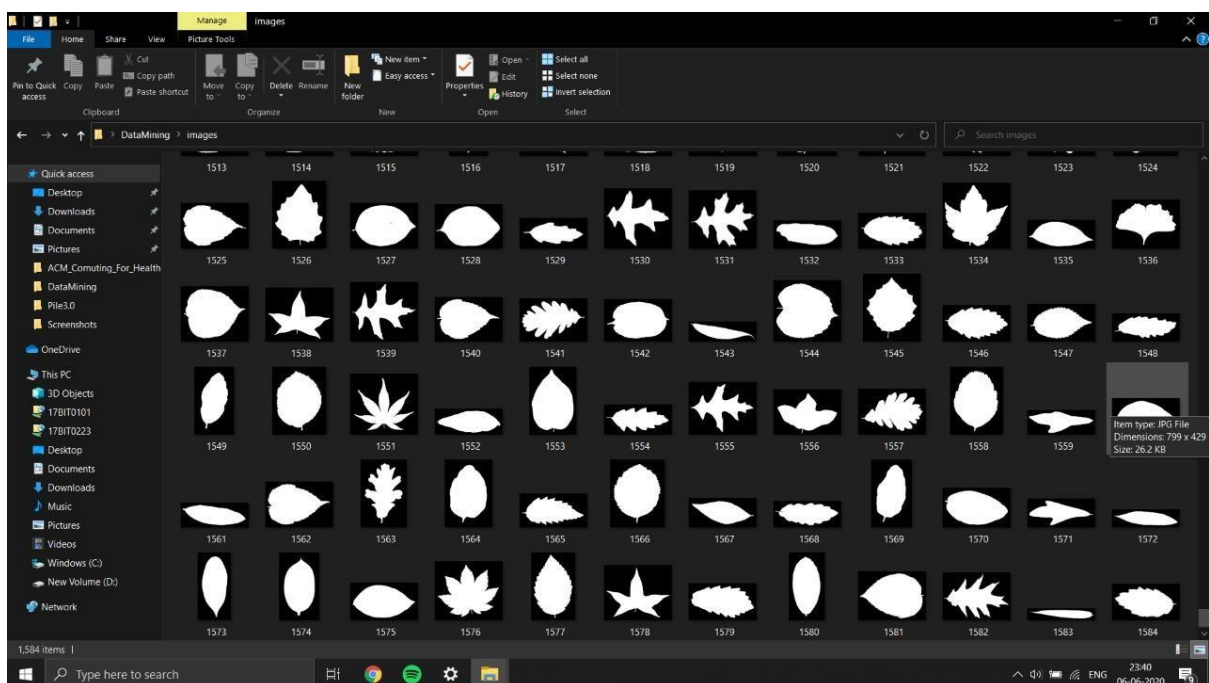 Manage images
File Home Share View Picture Tools
Pin to Quick access
Copy
Paste
Cut
Copy path
Paste shortcut
Move to
Copy to
Delete
Rename
New folder
New item
Easy access
Properties
Open
Edit
History
Select all
Select none
Invert selection
Clipboard Organize New Open Select
DataMining > images
Search images
Quick access
Desktop
Downloads
Documents
Pictures
ACM_Comuting_For_Health
DataMining
Pile3.0
Screenshots
OneDrive
This PC
3D Objects
17BIT0101
17BIT0223
Desktop
Documents
Downloads
Music
Pictures
Videos
Windows (C:)
New Volume (D:)
Network
1513 1514 1515 1516 1517 1518 1519 1520 1521 1522 1523 1524
1525 1526 1527 1528 1529 1530 1531 1532 1533 1534 1535 1536
1537 1538 1539 1540 1541 1542 1543 1544 1545 1546 1547 1548
1549 1550 1551 1552 1553 1554 1555 1556 1557 1558 1559
Item type: JPG File
Dimensions: 799 x 429
Size: 26.2 KB
1561 1562 1563 1564 1565 1566 1567 1568 1569 1570 1571 1572
1573 1574 1575 1576 1577 1578 1579 1580 1581 1582 1583 1584
1,584 items
Type here to search
ENG
23:40
06-06-2020